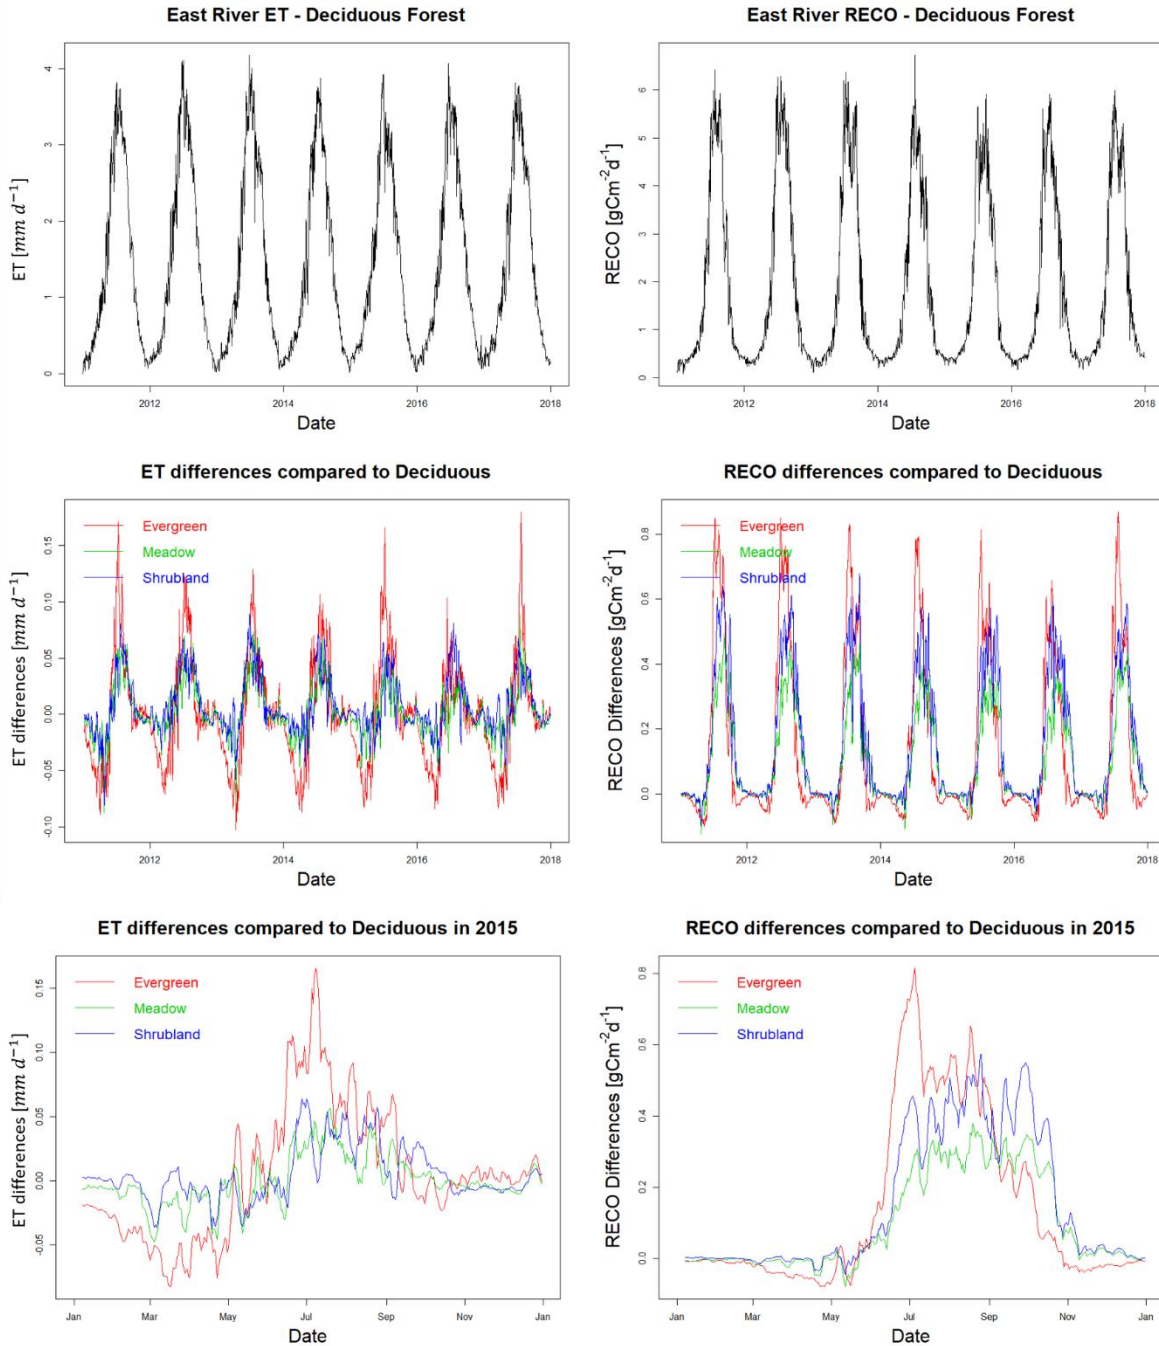 East River ET - Deciduous Forest
ET [mm d⁻¹]
4
3
2
1
0
2012 2014 2016 2018
Date
East River RECO - Deciduous Forest
RECO [gCm⁻²d⁻¹]
6
5
4
3
2
1
0
2012 2014 2016 2018
Date
ET differences compared to Deciduous
ET differences [mm d⁻¹]
0.15
0.10
0.05
0.00
-0.05
-0.10
Evergreen
Meadow
Shrubland
2012 2014 2016 2018
Date
RECO differences compared to Deciduous
RECO Differences [gCm⁻²d⁻¹]
0.8
0.6
0.4
0.2
0.0
Evergreen
Meadow
Shrubland
2012 2014 2016 2018
Date
ET differences compared to Deciduous in 2015
ET differences [mm d⁻¹]
0.15
0.10
0.05
0.00
-0.05
Evergreen
Meadow
Shrubland
Jan Mar May Jul Sep Nov Jan
Date
RECO differences compared to Deciduous in 2015
RECO Differences [gCm⁻²d⁻¹]
0.8
0.6
0.4
0.2
0.0
Evergreen
Meadow
Shrubland
Jan Mar May Jul Sep Nov Jan
Date